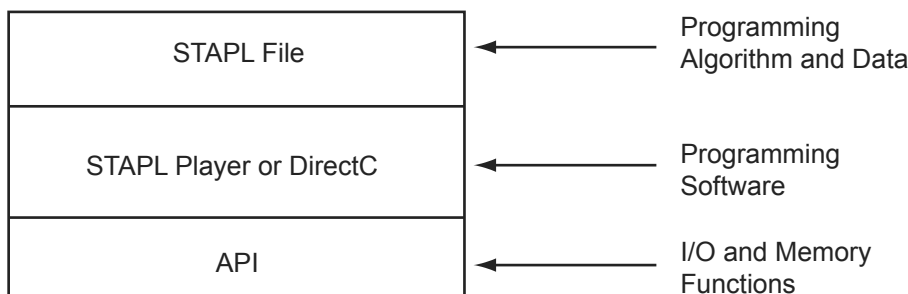 STAPL File
Programming
Algorithm and Data
STAPL Player or DirectC
Programming
Software
API
I/O and Memory
Functions